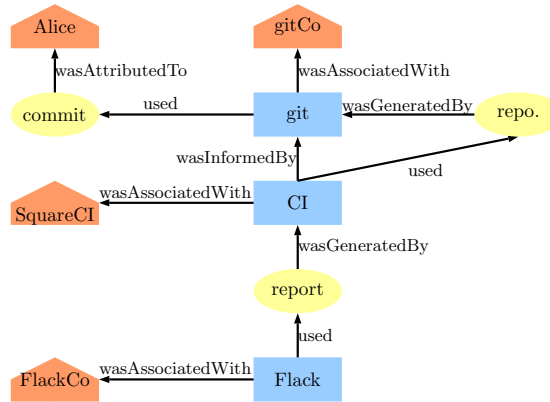 Alice
gitCo
wasAttributedTo
wasAssociatedWith
commit
used
git
wasGeneratedBy
repo.
wasInformedBy
used
SquareCI
wasAssociatedWith
CI
wasGeneratedBy
report
used
FlackCo
wasAssociatedWith
Flack